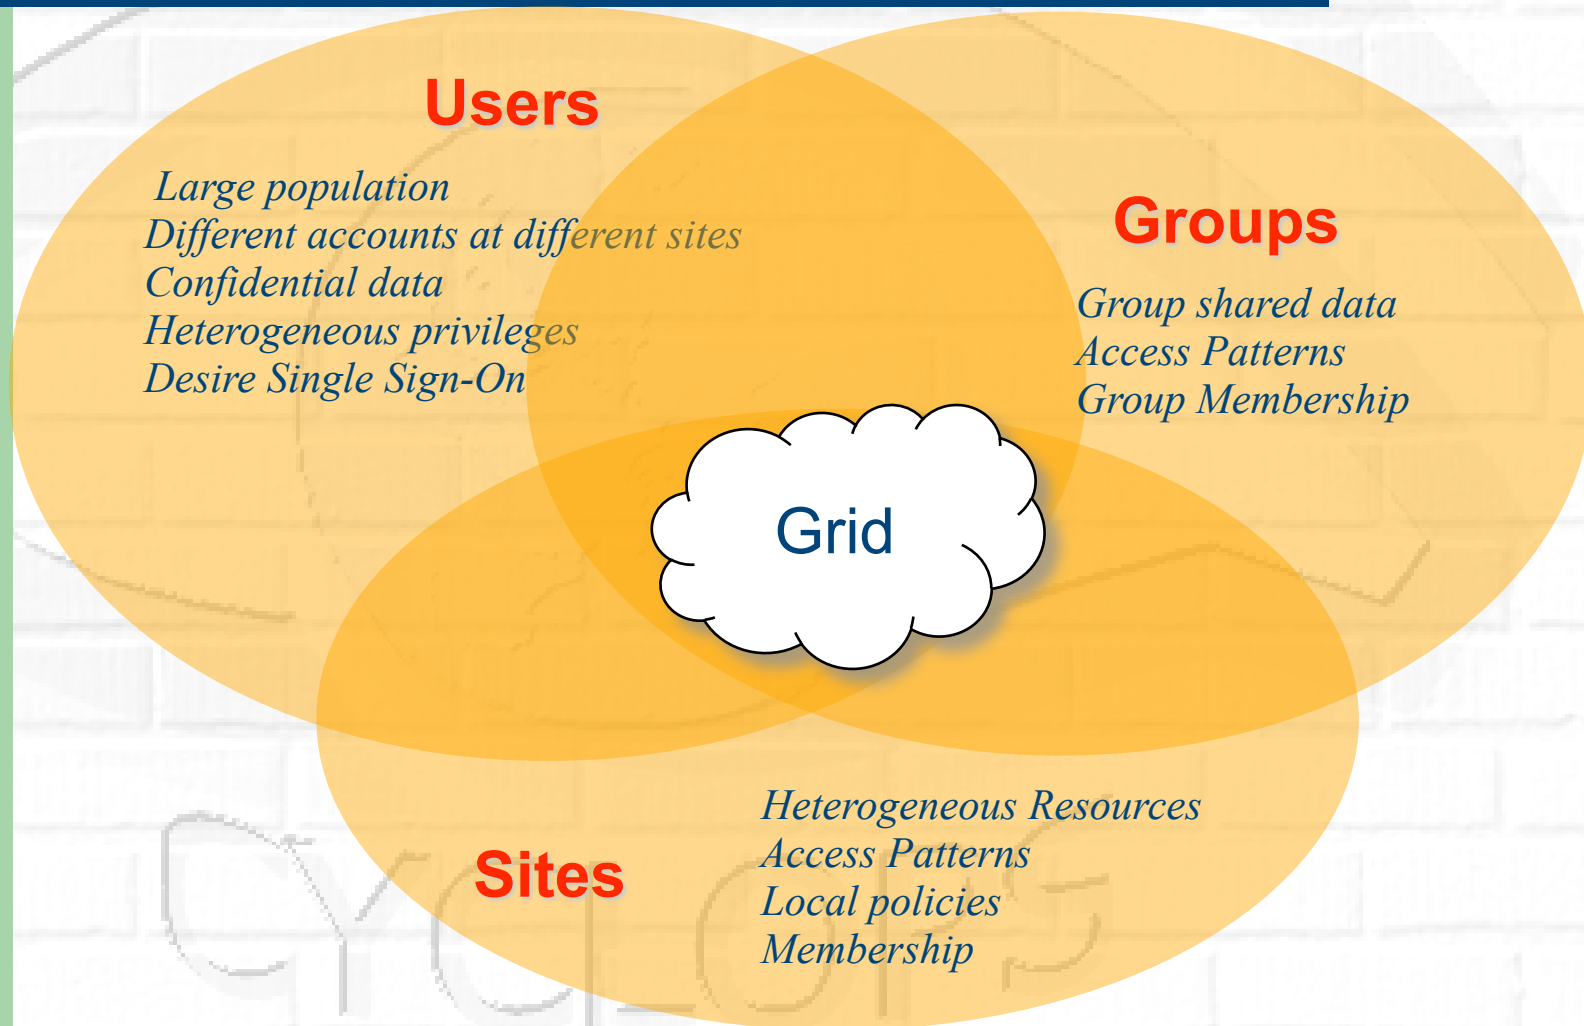 Users
Large population
Different accounts at different sites
Confidential data
Heterogeneous privileges
Desire Single Sign-On
Groups
Group shared data
Access Patterns
Group Membership
Grid
Sites
Heterogeneous Resources
Access Patterns
Local policies
Membership
CYCLOPS